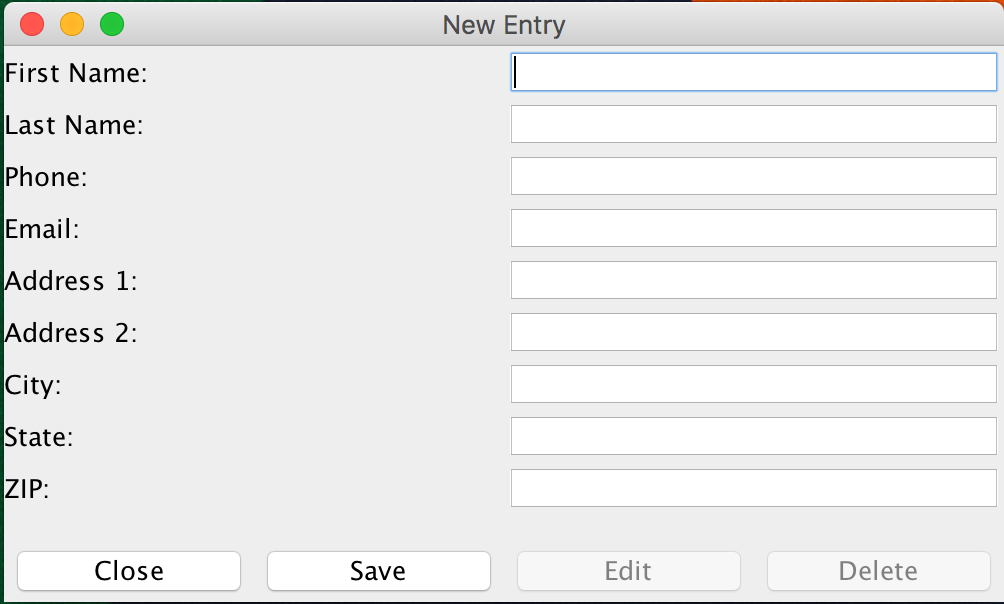 New Entry
First Name:
Last Name:
Phone:
Email:
Address 1:
Address 2:
City:
State:
ZIP:
Close Save Edit Delete